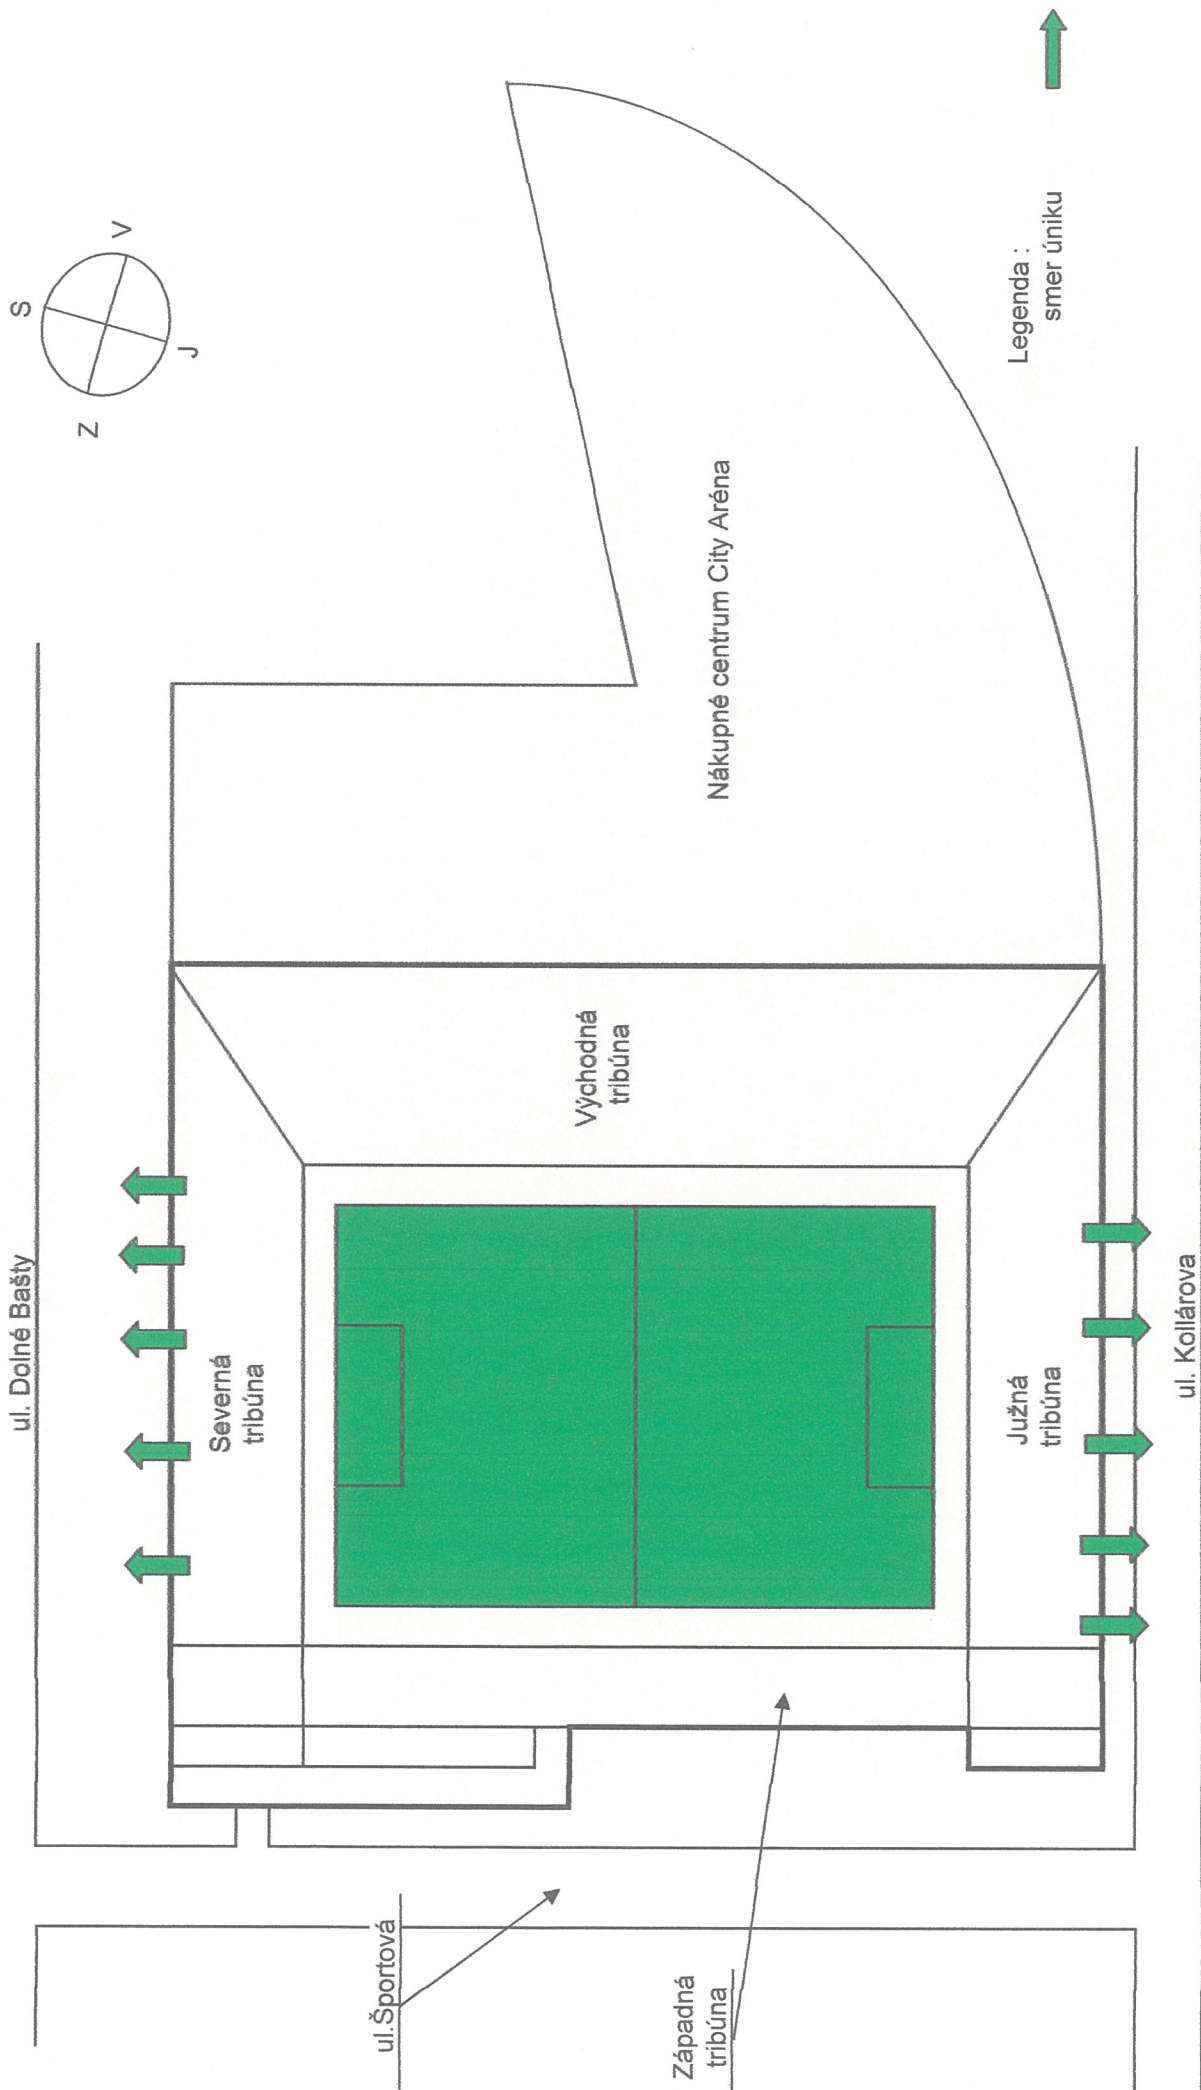 ul. Dolné Bašty
S
Z
V
J
Severná
tribúna
Východná
tribúna
Nákupné centrum City Aréna
ul.Športová
Západná
tribúna
Južná
tribúna
Legenda :
smer úniku
ul. Kollárova